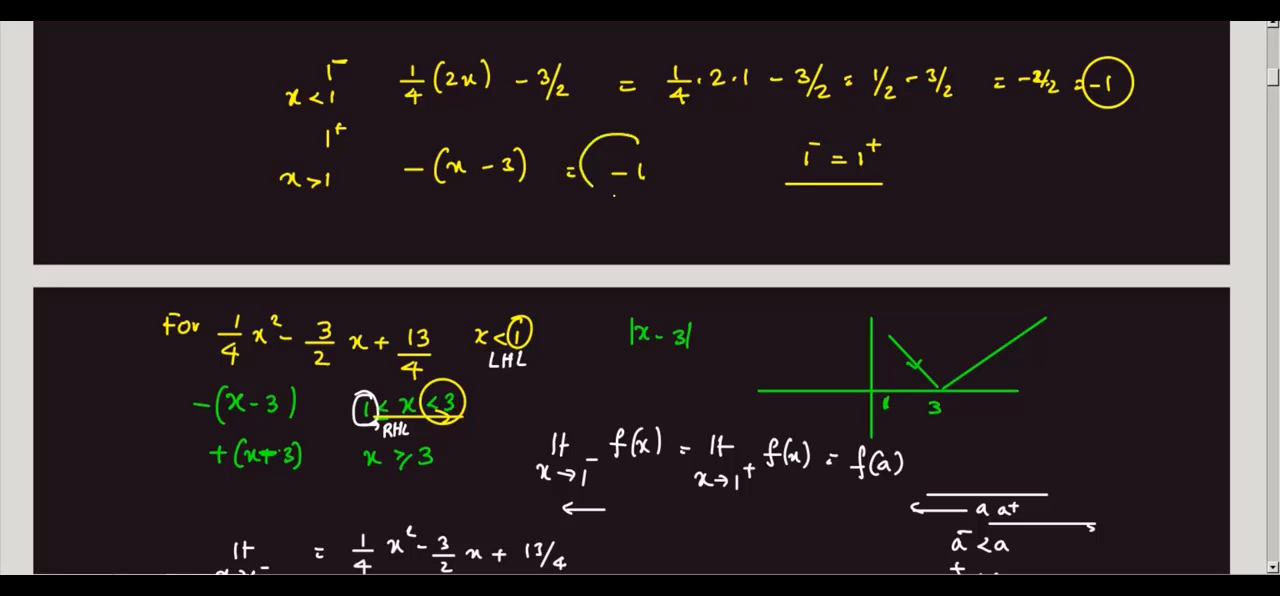 1⁻
x < 1 1/4 (2x) - 3/2 = 1/4 · 2 · 1 - 3/2 = 1/2 - 3/2 = -2/2 = -1
1⁺
x > 1 -(x - 3) = -1 1⁻ = 1⁺
For 1/4 x² - 3/2 x + 13/4 x < 1 |x - 3|
LHL
-(x - 3) 1 < x < 3
RHL
1 3
+(x - 3) x ≥ 3
lt x→1⁻ f(x) = lt x→1⁺ f(x) = f(a)
a a⁺
a⁻ < a
lt = 1/4 x² - 3/2 x + 13/4